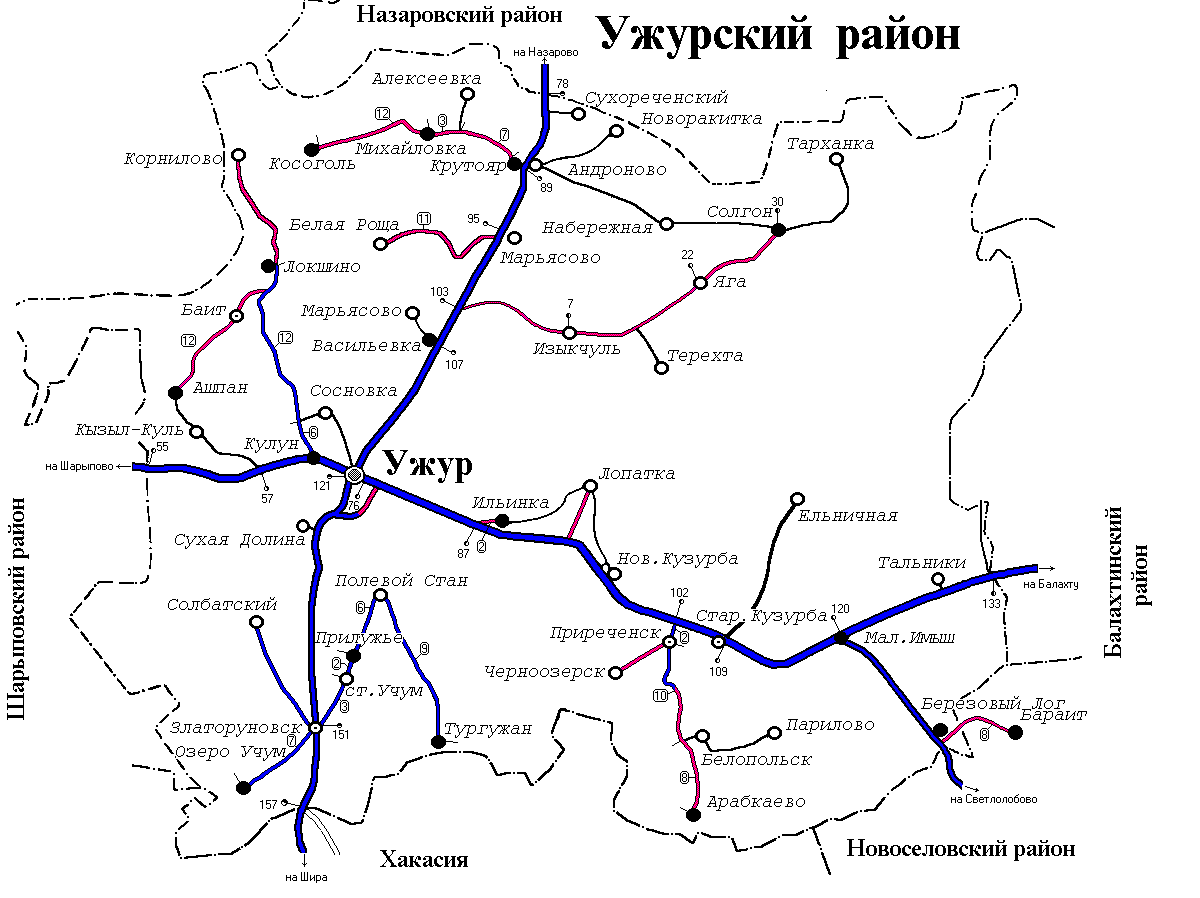 Назаровский район
Ужурский район
на Назарово
78
Алексеевка
Сухореченский
Новоракитка
12
3
7
Тарханка
Корнилово
Косоголь
Михайловка
Крутояр
Андроново
89
30
Солгон
Белая Роща
11
95
Набережная
Марьясово
22
Локшино
Яга
103
7
Баит
Марьясово
12
12
Васильевка
107
Изыкчуль
Терехта
Ашпан
Сосновка
Кызыл-Куль
6
55
Кулун
на Шарыпово
Ужур
57
121
76
Лопатка
Ильинка
Ельничная
87
2
Сухая Долина
Шарыповский район
Балахтинский
район
Нов.Кузурба
Тальники
на Балахту
133
Полевой Стан
Солбатский
6
102
Стар.Кузурба
120
Приреченск
2
Мал.Имыш
109
Прилужье
9
2
Черноозерск
ст.Учум
10
3
Златоруновск
151
7
Озеро Учум
Тургужан
Березовый Лог
Бараит
8
Парилово
Белопольск
8
157
Арабкаево
на Светлолобово
Хакасия
Новоселовский район
на Шира